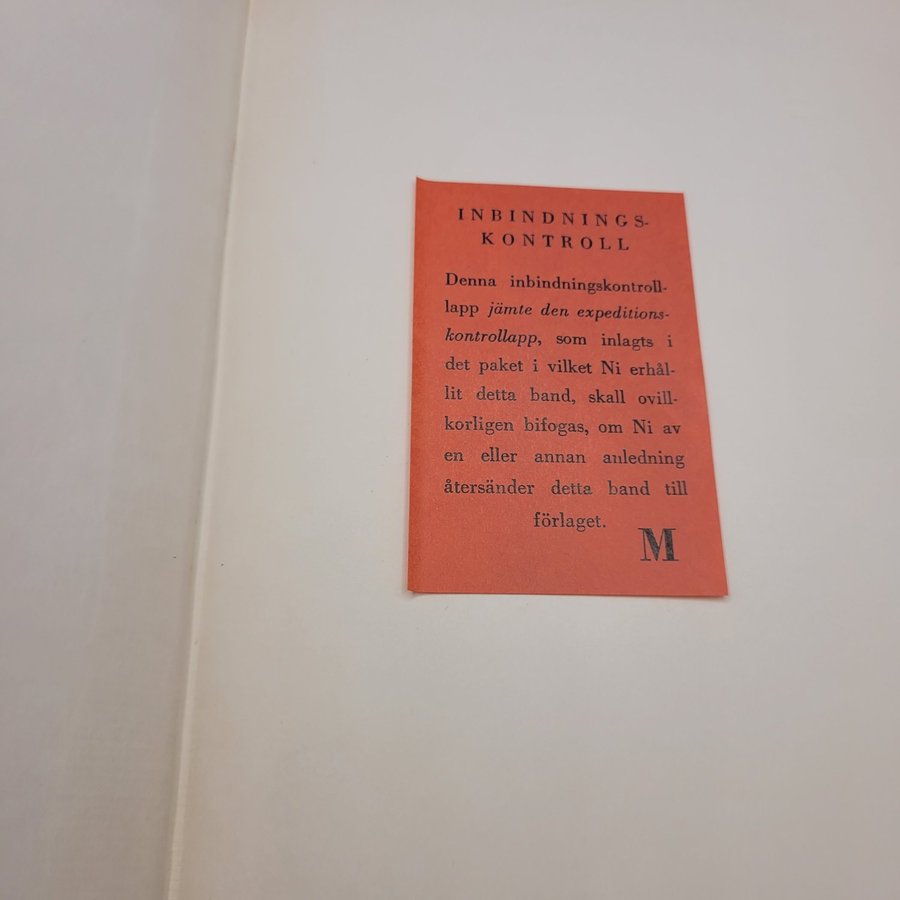 INBINDNINGS-
KONTROLL
Denna inbindningskontroll-
lapp jämte den expeditions-
kontrollapp, som inlagts i
det paket i vilket Ni erhål-
lit detta band, skall ovill-
korligen bifogas, om Ni av
en eller annan anledning
återsänder detta band till
förlaget.
M